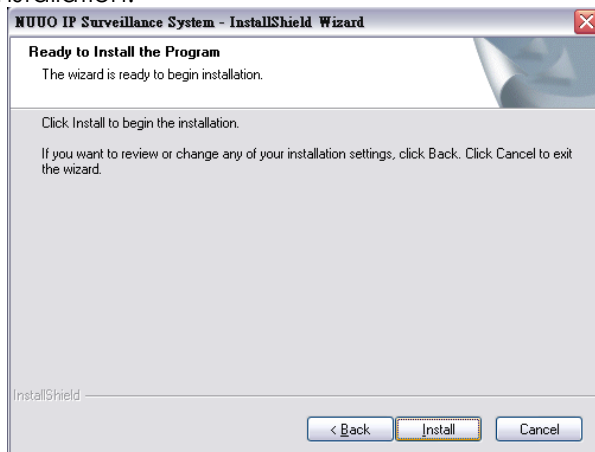 NUUO IP Surveillance System - InstallShield Wizard
Ready to Install the Program
The wizard is ready to begin installation.
Click Install to begin the installation.
If you want to review or change any of your installation settings, click Back. Click Cancel to exit
the wizard.
InstallShield
< Back
Install
Cancel